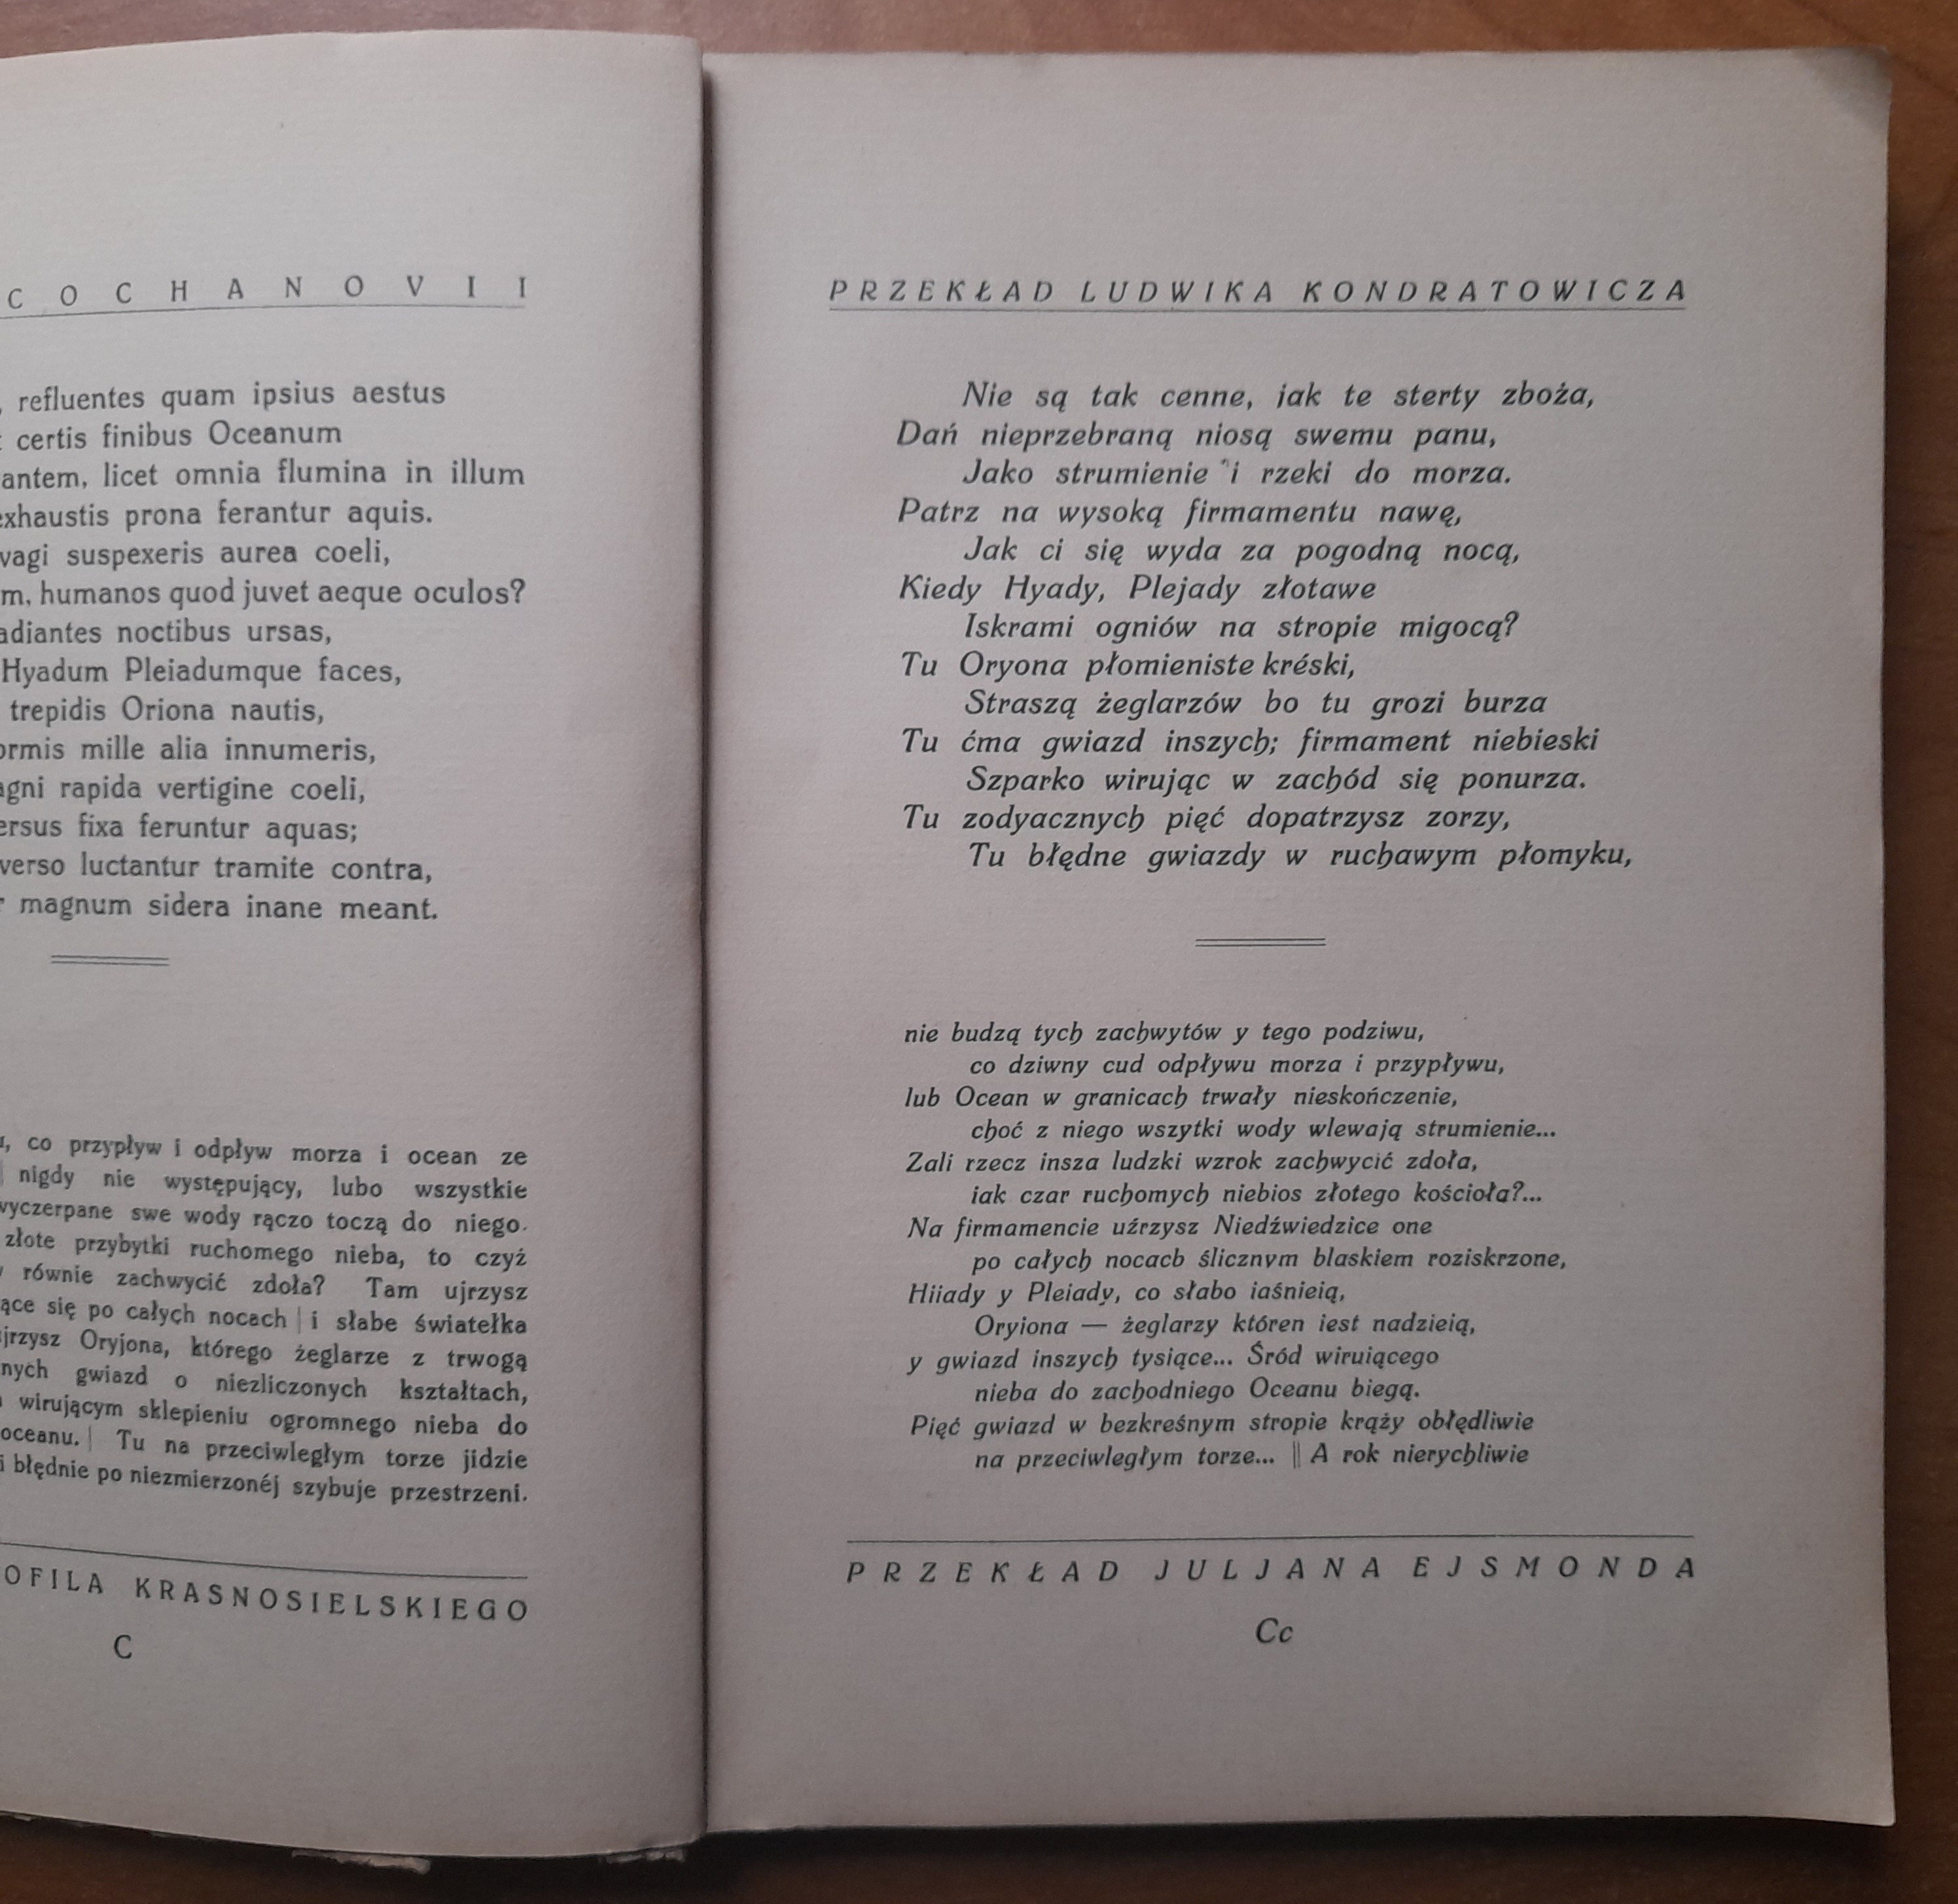 C O C H A N O V I I
refluentes quam ipsius aestus
certis finibus Oceanum
antem, licet omnia flumina in illum
exhaustis prona ferantur aquis.
vagi suspexeris aurea coeli,
m, humanos quod juvet aeque oculos?
adiantes noctibus ursas,
Hyadum Pleiadumque faces,
trepidis Oriona nautis,
ormis mille alia innumeris,
agni rapida vertigine coeli,
ersus fixa feruntur aquas;
verso luctantur tramite contra,
magnum sidera inane meant.
co przypływ i odpływ morza i ocean ze
nigdy nie występujący, lubo wszystkie
wyczerpane swe wody rączo toczą do niego.
złote przybytki ruchomego nieba, to czyż
równie zachwycić zdoła? Tam ujrzysz
ące się po całych nocach | i słabe światełka
jrzysz Oryjona, którego żeglarze z trwogą
nych gwiazd o niezliczonych kształtach,
wirującym sklepieniu ogromnego nieba do
oceanu. | Tu na przeciwległym torze jidzie
i błędnie po niezmierzonéj szybuje przestrzeni.
OFILA KRASNOSIELSKIEGO
C
PRZEKŁAD LUDWIKA KONDRATOWICZA
Nie są tak cenne, jak te sterty zboża,
Dań nieprzebraną niosą swemu panu,
Jako strumienie i rzeki do morza.
Patrz na wysoką firmamentu nawę,
Jak ci się wyda za pogodną nocą,
Kiedy Hyady, Plejady złotawe
Iskrami ogniów na stropie migocą?
Tu Oryona płomieniste kréski,
Straszą żeglarzów bo tu grozi burza
Tu ćma gwiazd inszych; firmament niebieski
Szparko wirując w zachód się ponurza.
Tu zodyacznych pięć dopatrzysz zorzy,
Tu błędne gwiazdy w ruchawym płomyku,
nie budzą tych zachwytów y tego podziwu,
co dziwny cud odpływu morza i przypływu,
lub Ocean w granicach trwały nieskończenie,
choć z niego wszytki wody wlewają strumienie...
Zali rzecz insza ludzki wzrok zachwycić zdoła,
iak czar ruchomych niebios złotego kościoła?...
Na firmamencie uźrzysz Niedźwiedzice one
po całych nocach ślicznym blaskiem roziskrzone,
Hiiady y Pleiady, co słabo iaśnieią,
Oryiona — żeglarzy któren iest nadzieią,
y gwiazd inszych tysiące... Śród wiruiącego
nieba do zachodniego Oceanu biegą.
Pięć gwiazd w bezkreśnym stropie krąży obłędliwie
na przeciwległym torze... || A rok nierychliwie
PRZEKŁAD JULJANA EJSMONDA
Cc